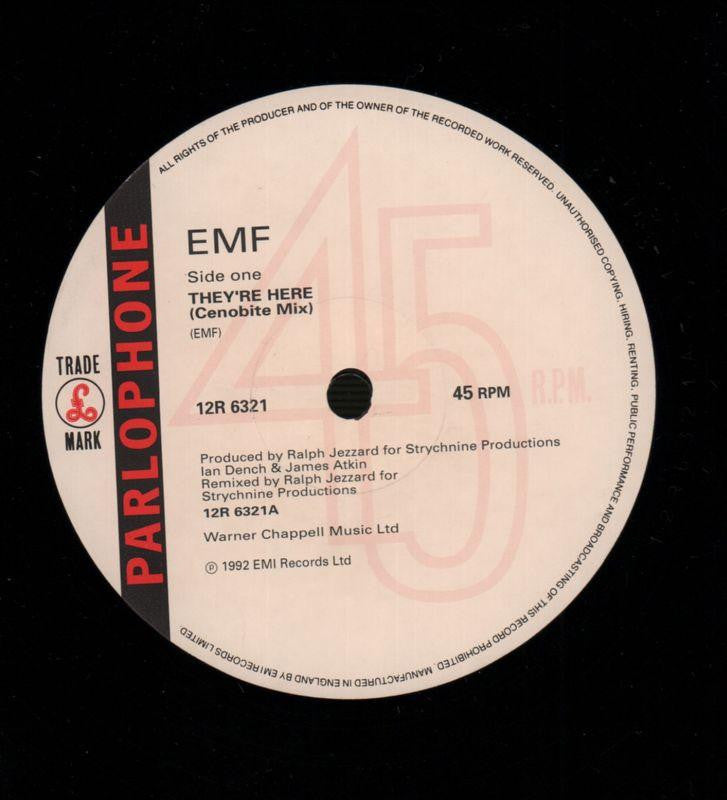 ALL RIGHTS OF THE PRODUCER AND OF THE OWNER OF THE RECORDED WORK RESERVED. UNAUTHORISED COPYING, HIRING, RENTING, PUBLIC PERFORMANCE AND BROADCASTING OF THIS RECORD PROHIBITED. MANUFACTURED IN ENGLAND BY EMI RECORDS LIMITED
PARLOPHONE
TRADE
£
MARK
EMF
Side one
THEY'RE HERE
(Cenobite Mix)
(EMF)
12R 6321
45 RPM
45 R.P.M.
Produced by Ralph Jezzard for Strychnine Productions
Ian Dench & James Atkin
Remixed by Ralph Jezzard for
Strychnine Productions
12R 6321A
Warner Chappell Music Ltd
℗ 1992 EMI Records Ltd